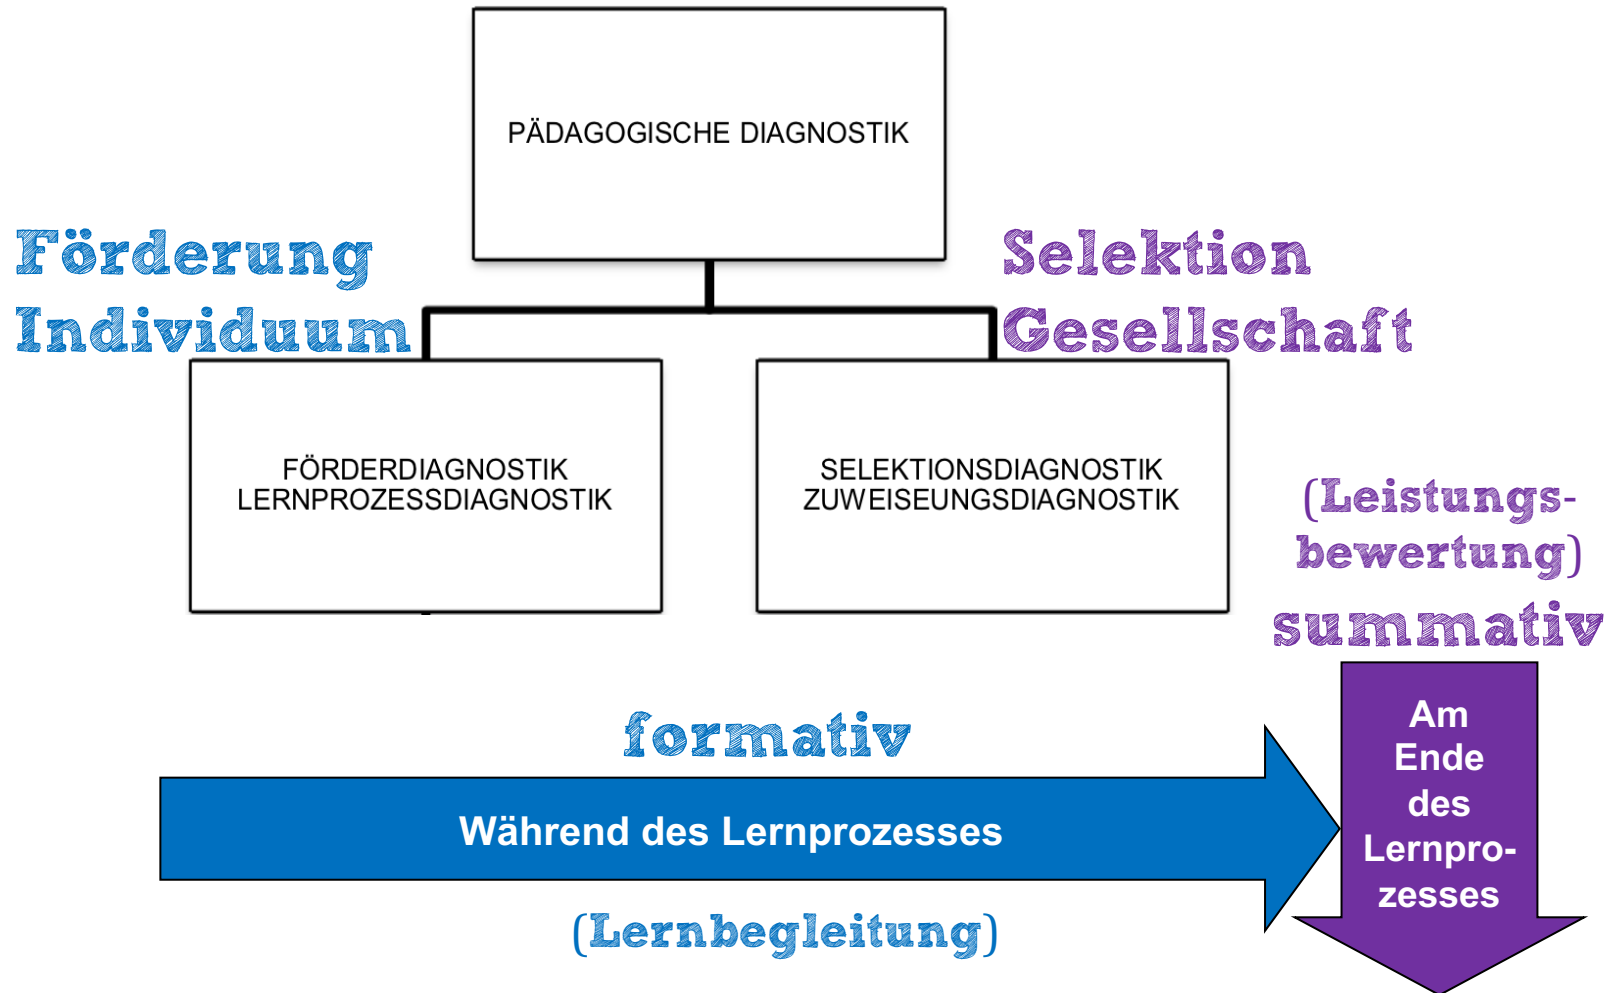 PÄDAGOGISCHE DIAGNOSTIK
Förderung
Individuum
Selektion
Gesellschaft
FÖRDERDIAGNOSTIK
LERNPROZESSDIAGNOSTIK
SELEKTIONSDIAGNOSTIK
ZUWEISEUNGSDIAGNOSTIK
(Leistungs-
bewertung)
summativ
formativ
Während des Lernprozesses
(Lernbegleitung)
Am
Ende
des
Lernpro-
zesses